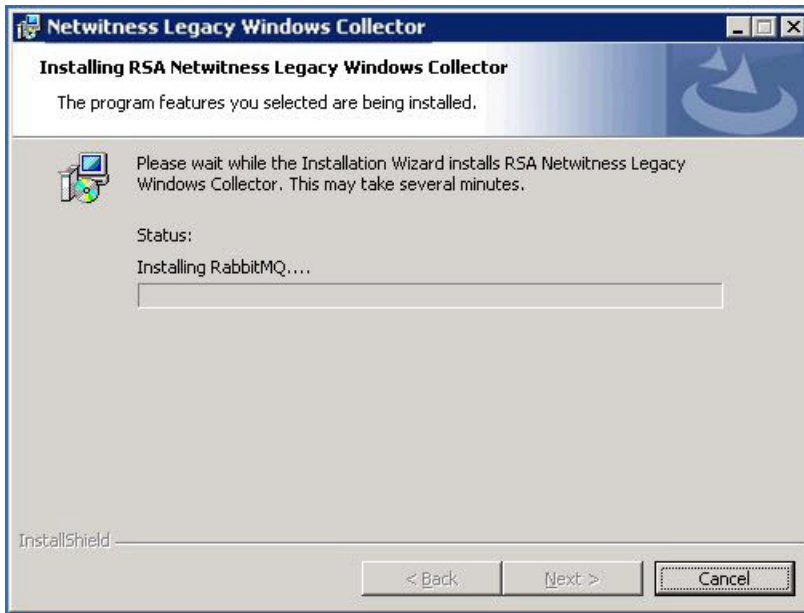 Netwitness Legacy Windows Collector
Installing RSA Netwitness Legacy Windows Collector
The program features you selected are being installed.
Please wait while the Installation Wizard installs RSA Netwitness Legacy
Windows Collector. This may take several minutes.
Status:
Installing RabbitMQ....
InstallShield
< Back
Next >
Cancel